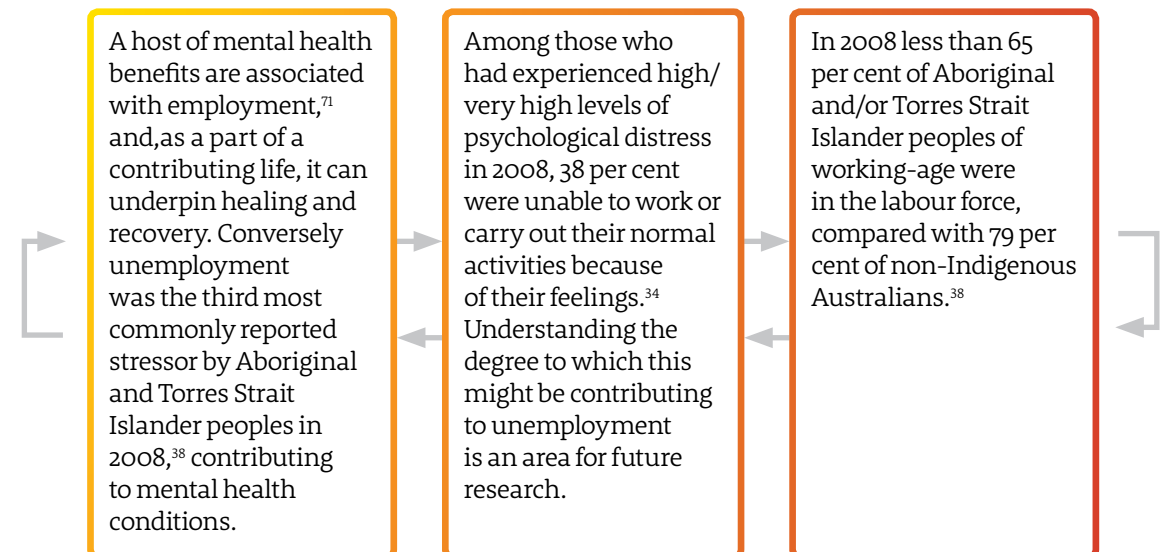 A host of mental health
benefits are associated
with employment,⁷¹
and,as a part of a
contributing life, it can
underpin healing and
recovery. Conversely
unemployment
was the third most
commonly reported
stressor by Aboriginal
and Torres Strait
Islander peoples in
2008,³⁸ contributing
to mental health
conditions.
Among those who
had experienced high/
very high levels of
psychological distress
in 2008, 38 per cent
were unable to work or
carry out their normal
activities because
of their feelings.³⁴
Understanding the
degree to which this
might be contributing
to unemployment
is an area for future
research.
In 2008 less than 65
per cent of Aboriginal
and/or Torres Strait
Islander peoples of
working-age were
in the labour force,
compared with 79 per
cent of non-Indigenous
Australians.³⁸